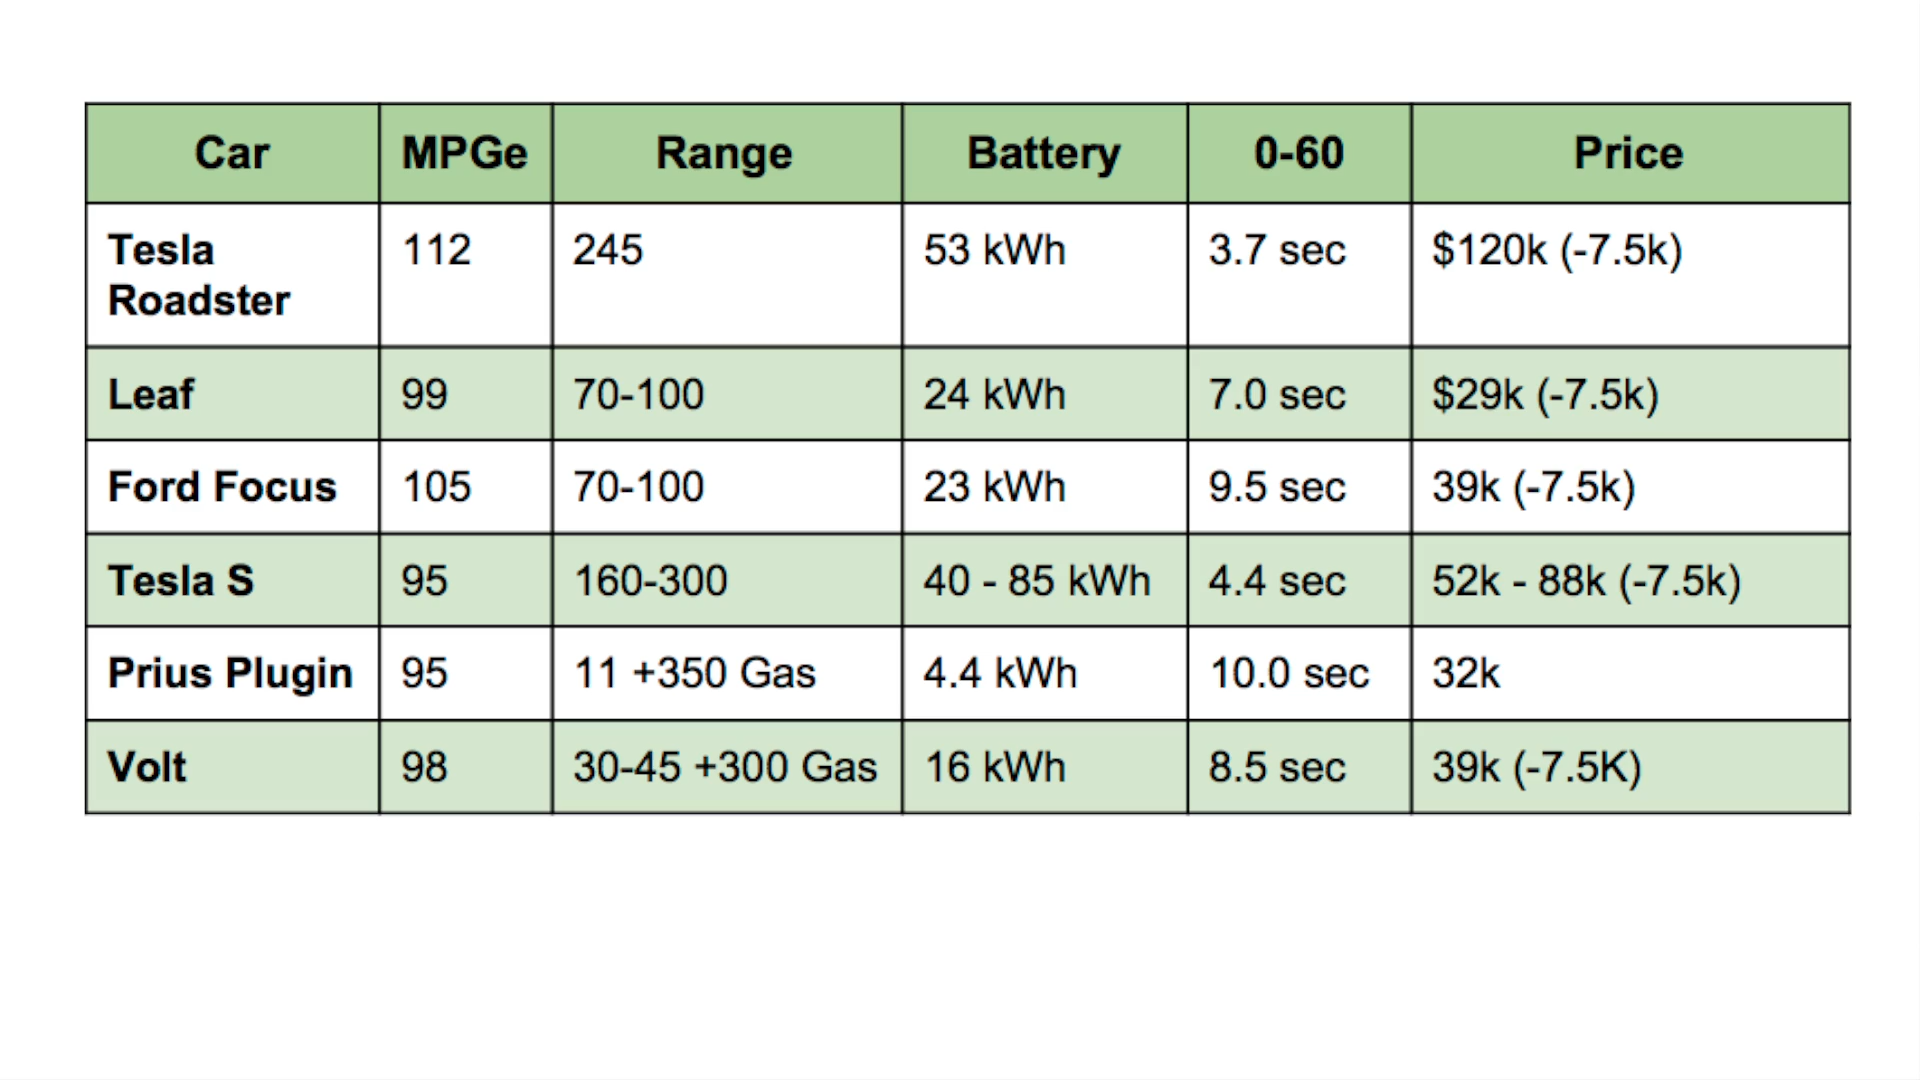 Car MPGe Range Battery 0-60 Price
Tesla Roadster 112 245 53 kWh 3.7 sec $120k (-7.5k)
Leaf 99 70-100 24 kWh 7.0 sec $29k (-7.5k)
Ford Focus 105 70-100 23 kWh 9.5 sec 39k (-7.5k)
Tesla S 95 160-300 40 - 85 kWh 4.4 sec 52k - 88k (-7.5k)
Prius Plugin 95 11 +350 Gas 4.4 kWh 10.0 sec 32k
Volt 98 30-45 +300 Gas 16 kWh 8.5 sec 39k (-7.5K)